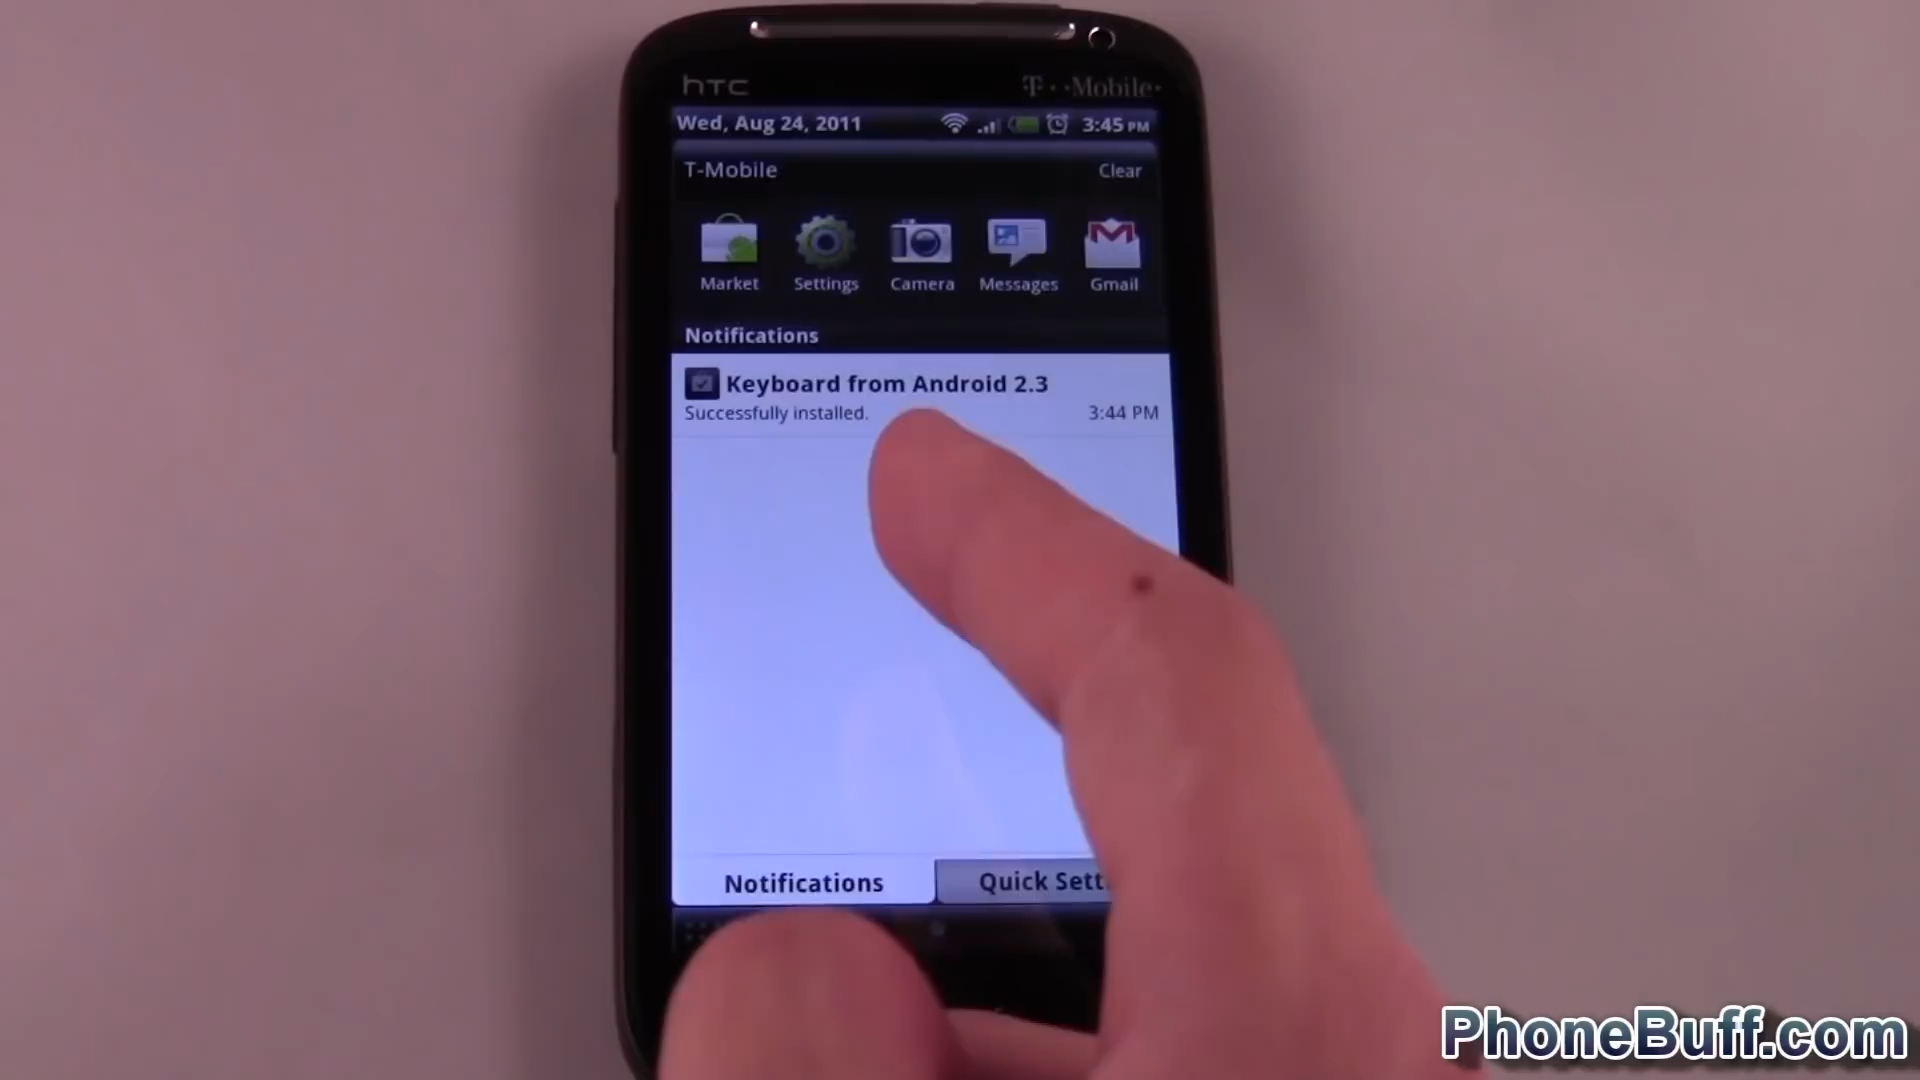 hTC
T··Mobile·
Wed, Aug 24, 2011 3:45 PM
T-Mobile Clear
Market Settings Camera Messages Gmail
Notifications
Keyboard from Android 2.3
Successfully installed. 3:44 PM
Notifications Quick Sett
PhoneBuff.com